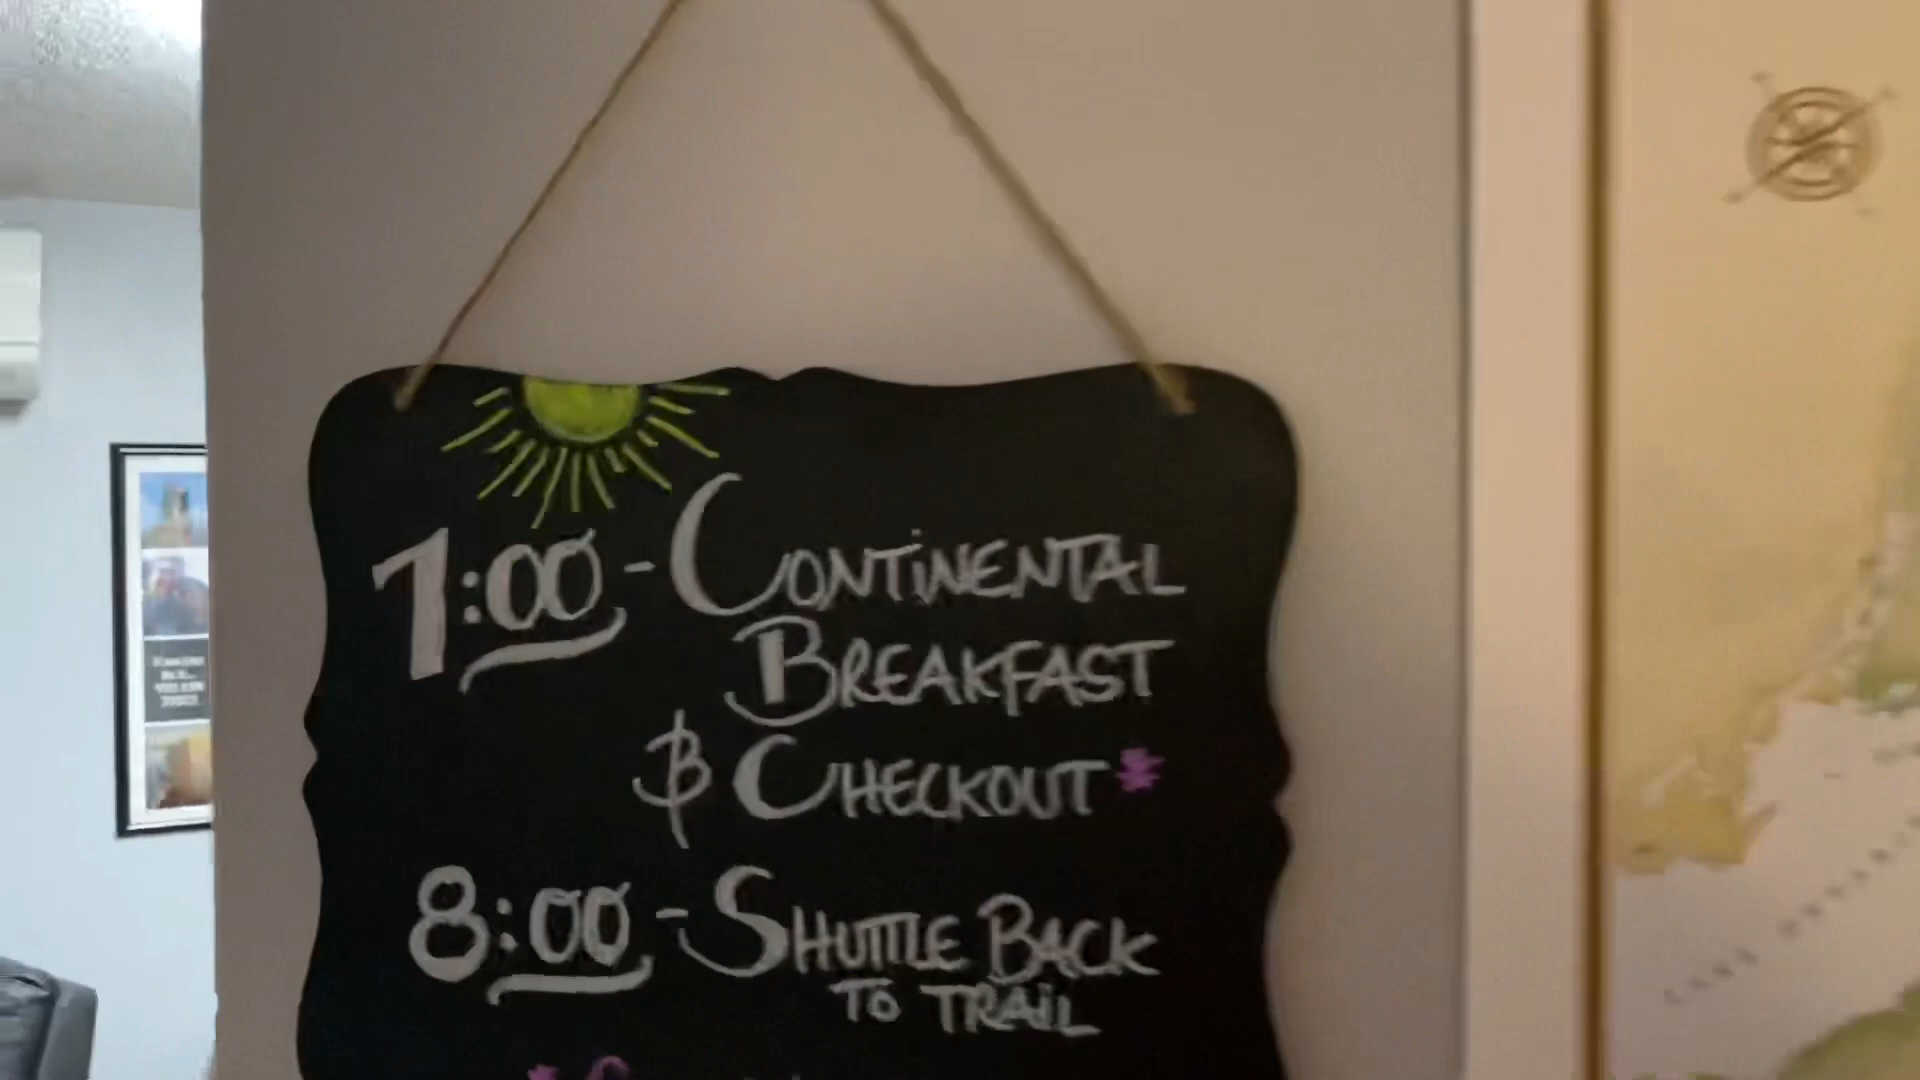 7:00 - CONTINENTAL
BREAKFAST
& CHECKOUT*
8:00 - SHUTTLE BACK
TO TRAIL